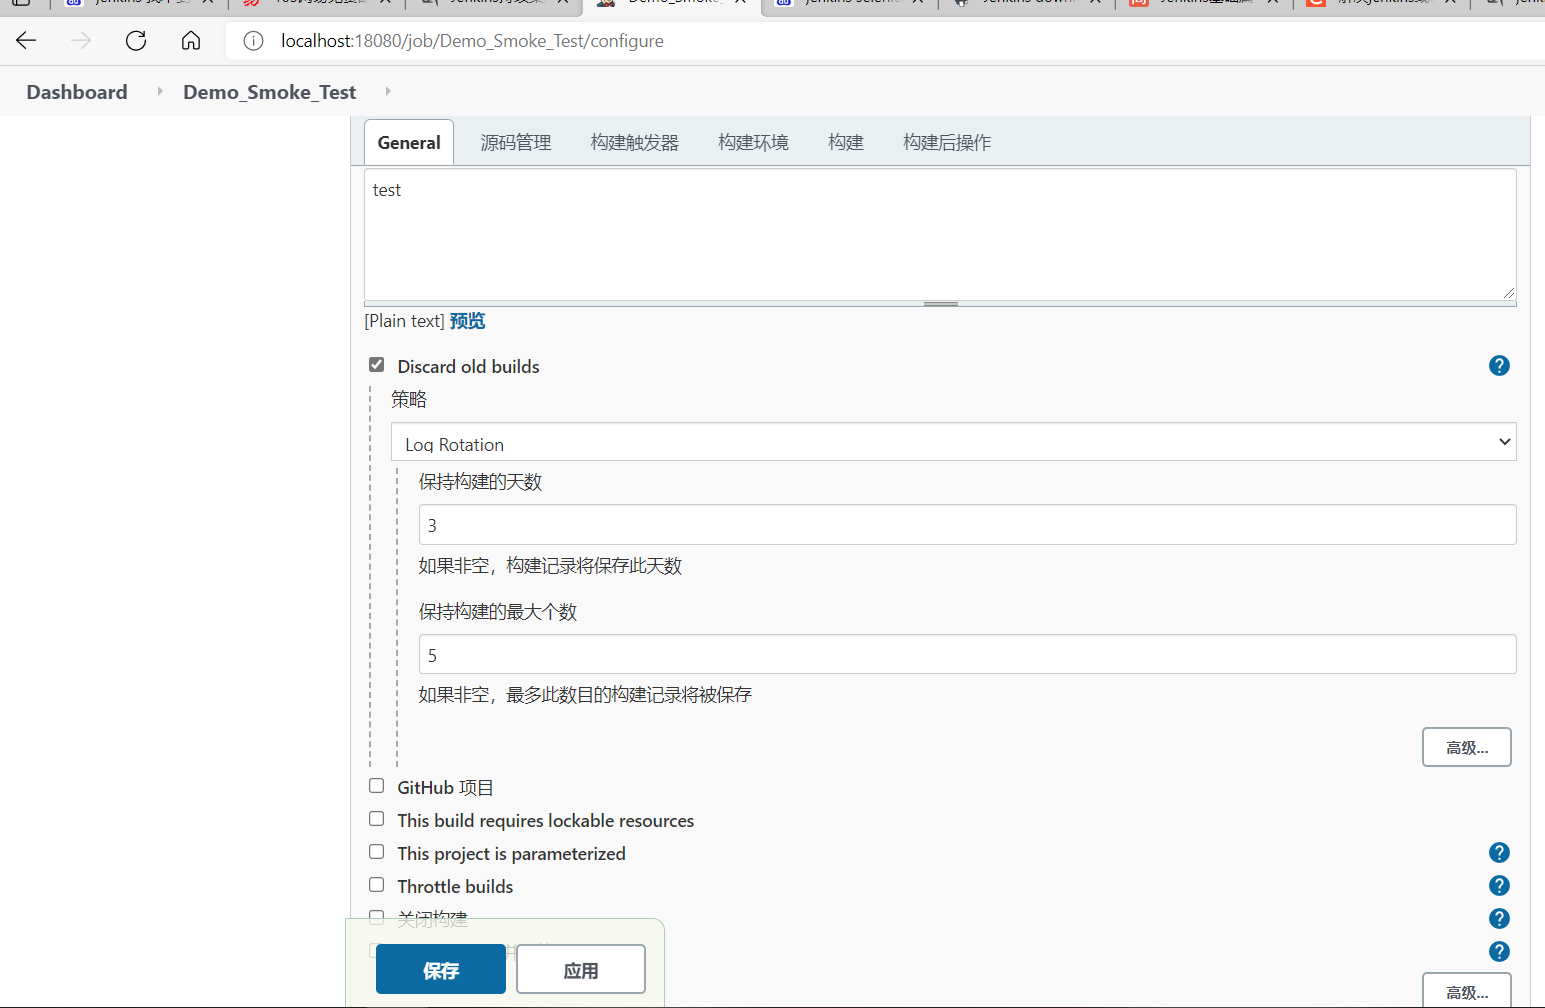 localhost:18080/job/Demo_Smoke_Test/configure
Dashboard Demo_Smoke_Test
General 源码管理 构建触发器 构建环境 构建 构建后操作
test
[Plain text] 预览
Discard old builds
策略
Log Rotation
保持构建的天数
3
如果非空，构建记录将保存此天数
保持构建的最大个数
5
如果非空，最多此数目的构建记录将被保存
高级...
GitHub 项目
This build requires lockable resources
This project is parameterized
Throttle builds
关闭构建
保存 应用
高级...